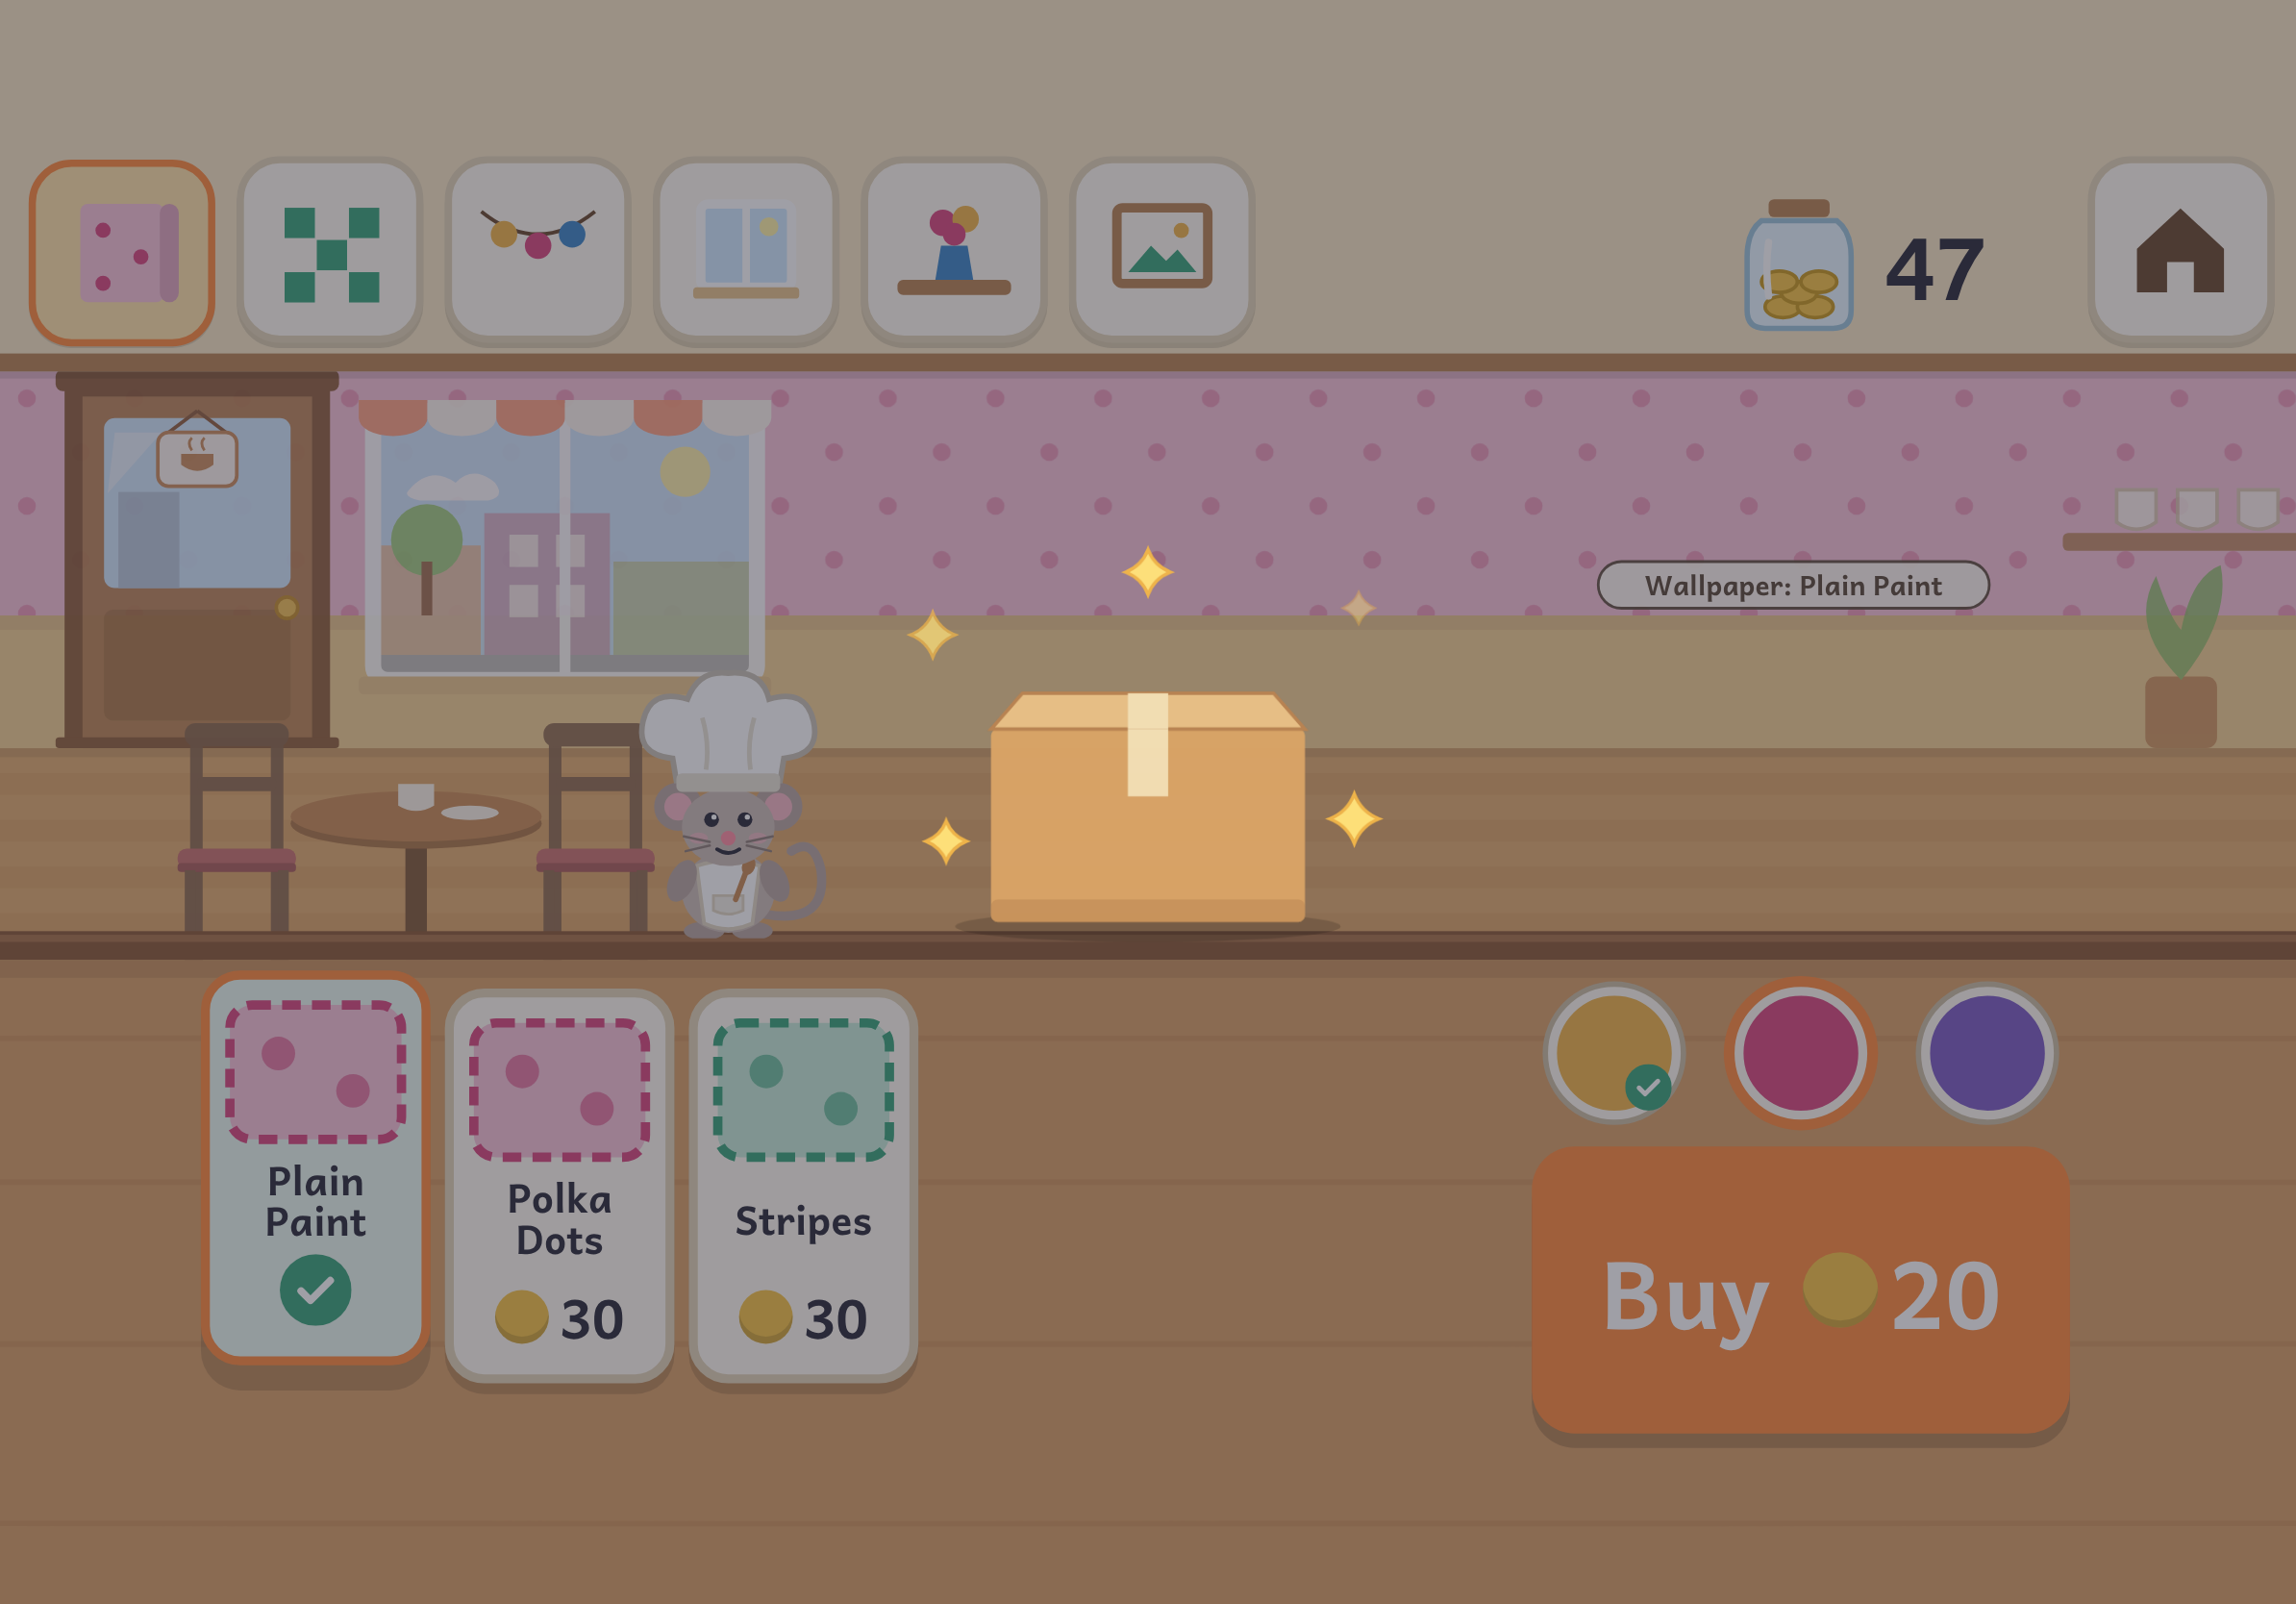 47
Wallpaper: Plain Paint
Plain
Paint
Polka
Dots
30
Stripes
30
Buy 20